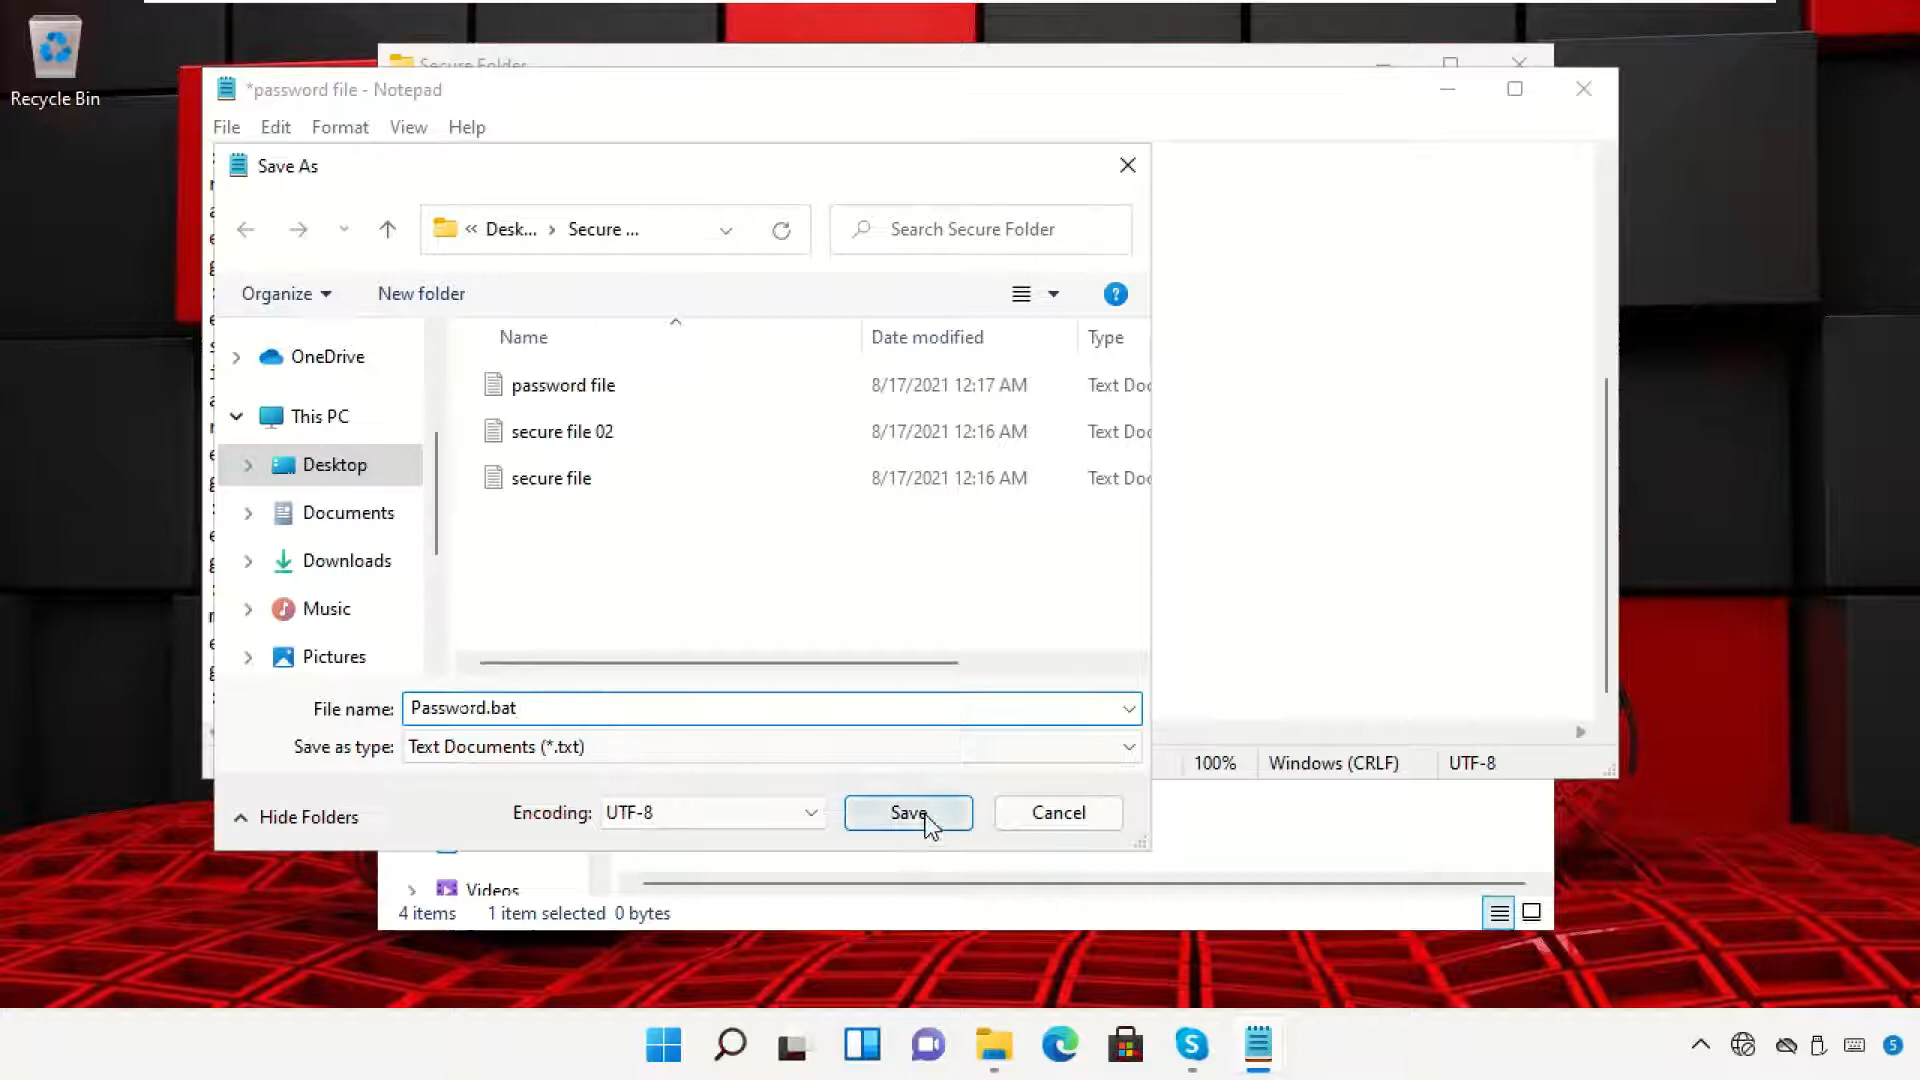 Recycle Bin
Secure Folder
*password file - Notepad
File Edit Format View Help
Save As
« Desk... › Secure ...
Search Secure Folder
Organize
New folder
Name
Date modified
Type
OneDrive
This PC
Desktop
Documents
Downloads
Music
Pictures
password file 8/17/2021 12:17 AM Text Doc
secure file 02 8/17/2021 12:16 AM Text Doc
secure file 8/17/2021 12:16 AM Text Doc
File name: Password.bat
Save as type: Text Documents (*.txt)
Hide Folders
Encoding: UTF-8
Save
Cancel
100% Windows (CRLF) UTF-8
Videos
4 items 1 item selected 0 bytes
5